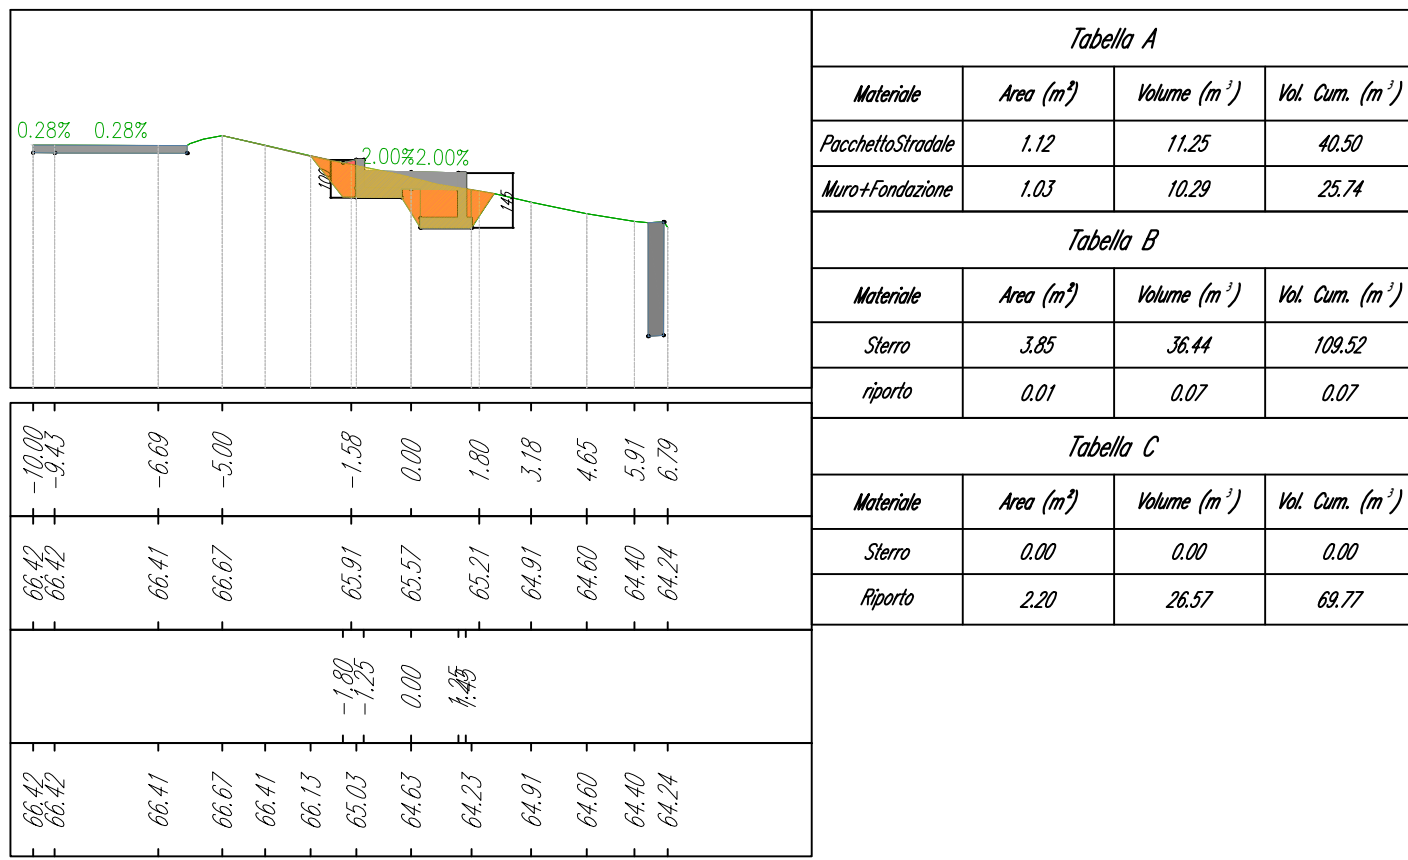 0.28% 0.28%
2.00% 2.00%
100
145
-10.00 -9.43 -6.69 -5.00 -1.58 0.00 1.80 3.18 4.65 5.91 6.79
66.42 66.42 66.41 66.67 65.91 65.57 65.21 64.91 64.60 64.40 64.24
-1.80 -1.25 0.00 1.25 1.45
66.42 66.42 66.41 66.67 66.41 66.13 65.03 64.63 64.23 64.91 64.60 64.40 64.24
Tabella A
Materiale Area (m²) Volume (m³) Vol. Cum. (m³)
PacchettoStradale 1.12 11.25 40.50
Muro+Fondazione 1.03 10.29 25.74
Tabella B
Materiale Area (m²) Volume (m³) Vol. Cum. (m³)
Sterro 3.85 36.44 109.52
riporto 0.01 0.07 0.07
Tabella C
Materiale Area (m²) Volume (m³) Vol. Cum. (m³)
Sterro 0.00 0.00 0.00
Riporto 2.20 26.57 69.77